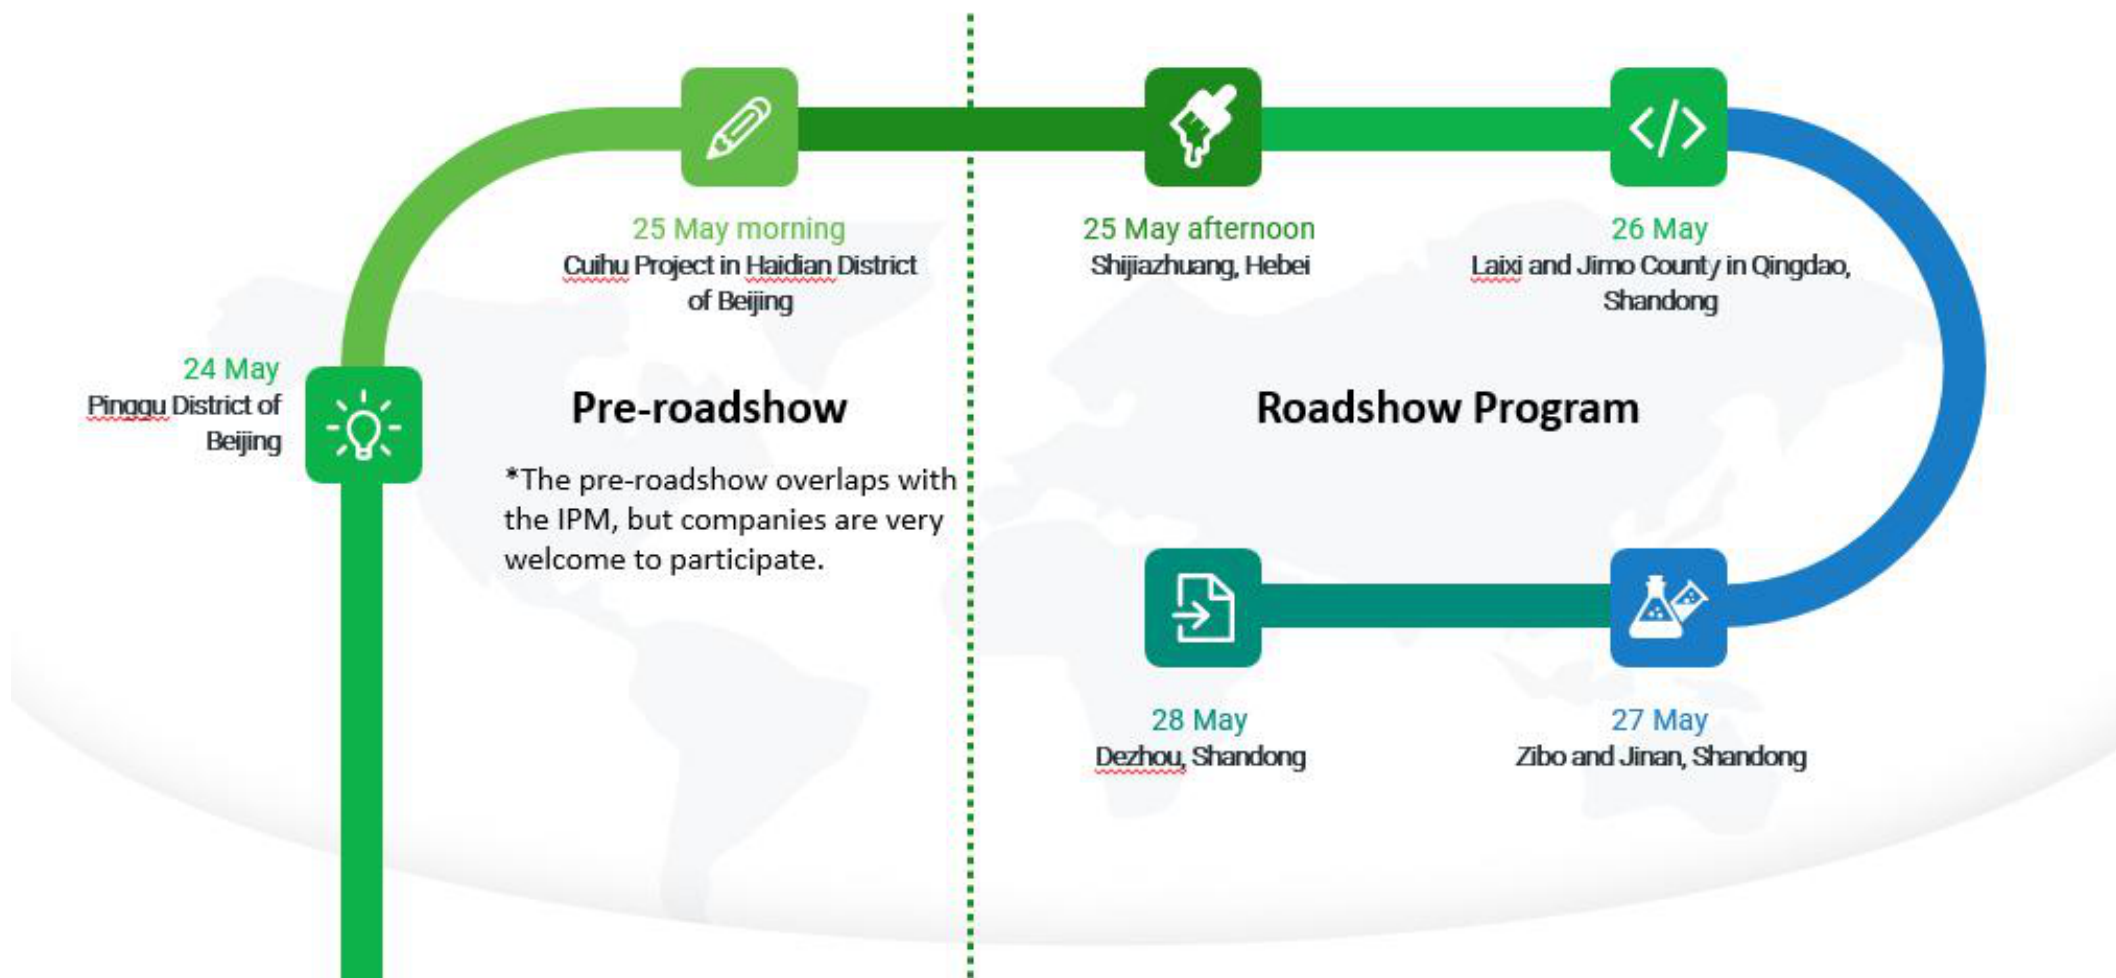 24 May
Pinggu District of
Beijing
25 May morning
Cuihu Project in Haidian District
of Beijing
Pre-roadshow
*The pre-roadshow overlaps with
the IPM, but companies are very
welcome to participate.
25 May afternoon
Shijiazhuang, Hebei
26 May
Laixi and Jimo County in Qingdao,
Shandong
Roadshow Program
27 May
Zibo and Jinan, Shandong
28 May
Dezhou, Shandong